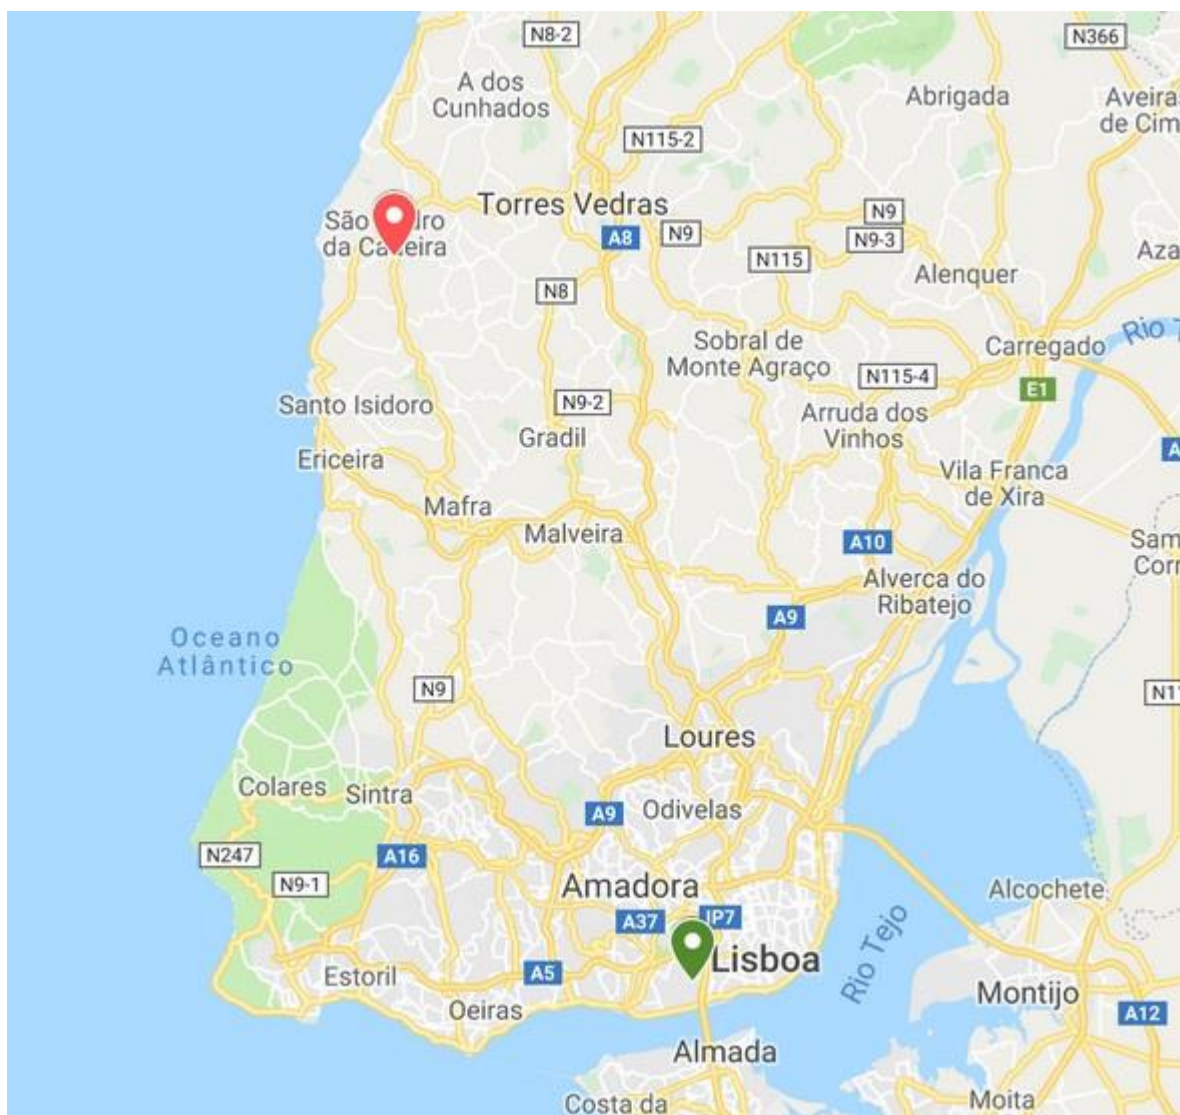 N8-2
N366
A dos
Cunhados
Abrigada
Aveiras
de Cim
N115-2
Torres Vedras
N9
São
da
A8
N9
N9-3
N115
Aza
Alenquer
N8
Rio T
Sobral de
Monte Agraço
Carregado
N115-4
E1
Santo Isidoro
N9-2
Arruda dos
Vinhos
Gradil
Ericeira
A
Vila Franca
de Xira
Mafra
Malveira
A10
Sam
Corr
Alverca do
Ribatejo
A9
Oceano
Atlântico
N9
N11
Loures
Colares
Sintra
A9
Odivelas
N247
A16
N9-1
Amadora
Alcochete
A37
IP7
Lisboa
Rio Tejo
Estoril
A5
Oeiras
Montijo
A12
Almada
Costa da
Moita